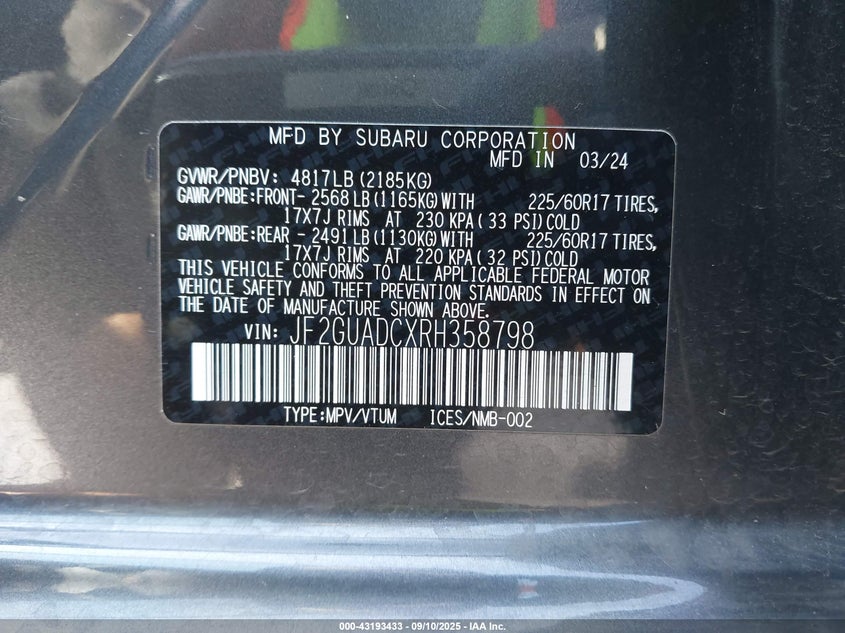 MFD BY SUBARU CORPORATION
MFD IN 03/24
GVWR/PNBV: 4817LB (2185KG)
GAWR/PNBE:FRONT- 2568 LB (1165KG) WITH 225/60R17 TIRES,
17X7J RIMS AT 230 KPA ( 33 PSI) COLD
GAWR/PNBE:REAR - 2491 LB (1130KG) WITH 225/60R17 TIRES,
17X7J RIMS AT 220 KPA ( 32 PSI) COLD
THIS VEHICLE CONFORMS TO ALL APPLICABLE FEDERAL MOTOR
VEHICLE SAFETY AND THEFT PREVENTION STANDARDS IN EFFECT ON
THE DATE OF MANUFACTURE SHOWN ABOVE.
VIN: JF2GUADCXRH358798
TYPE:MPV/VTUM ICES/NMB-002
000-43193433 - 09/10/2025 - IAA Inc.